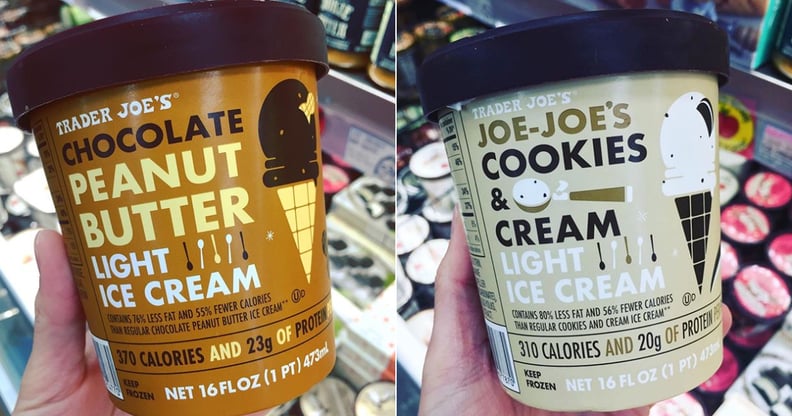 TRADER JOE'S®
CHOCOLATE
PEANUT
BUTTER
LIGHT
ICE CREAM
CONTAINS 76% LESS FAT AND 55% FEWER CALORIES
THAN REGULAR CHOCOLATE PEANUT BUTTER ICE CREAM**
U D
370 CALORIES AND 23g OF PROTEIN
KEEP
FROZEN
NET 16 FL OZ (1 PT) 473mL
TRADER JOE'S®
JOE-JOE'S
COOKIES
&
CREAM
LIGHT
ICE CREAM
CONTAINS 80% LESS FAT AND 56% FEWER CALORIES
THAN REGULAR COOKIES AND CREAM ICE CREAM**
U D
310 CALORIES AND 20g OF PROTEIN
KEEP
FROZEN
NET 16 FL OZ (1 PT) 473mL